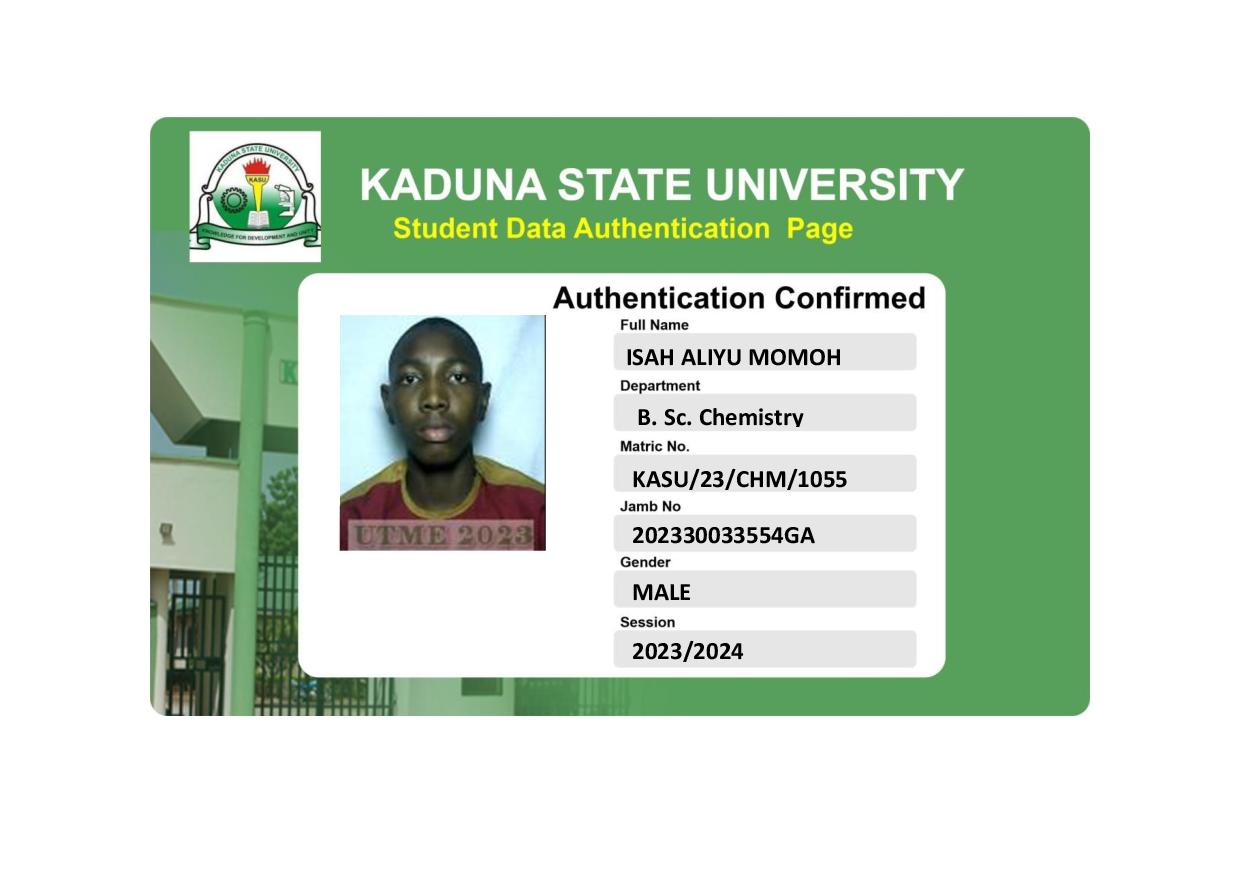 KADUNA STATE UNIVERSITY
KASU
KNOWLEDGE FOR DEVELOPMENT AND UNITY
KADUNA STATE UNIVERSITY
Student Data Authentication Page
Authentication Confirmed
Full Name
ISAH ALIYU MOMOH
Department
B. Sc. Chemistry
Matric No.
KASU/23/CHM/1055
Jamb No
202330033554GA
Gender
MALE
Session
2023/2024
UTME 2023
K